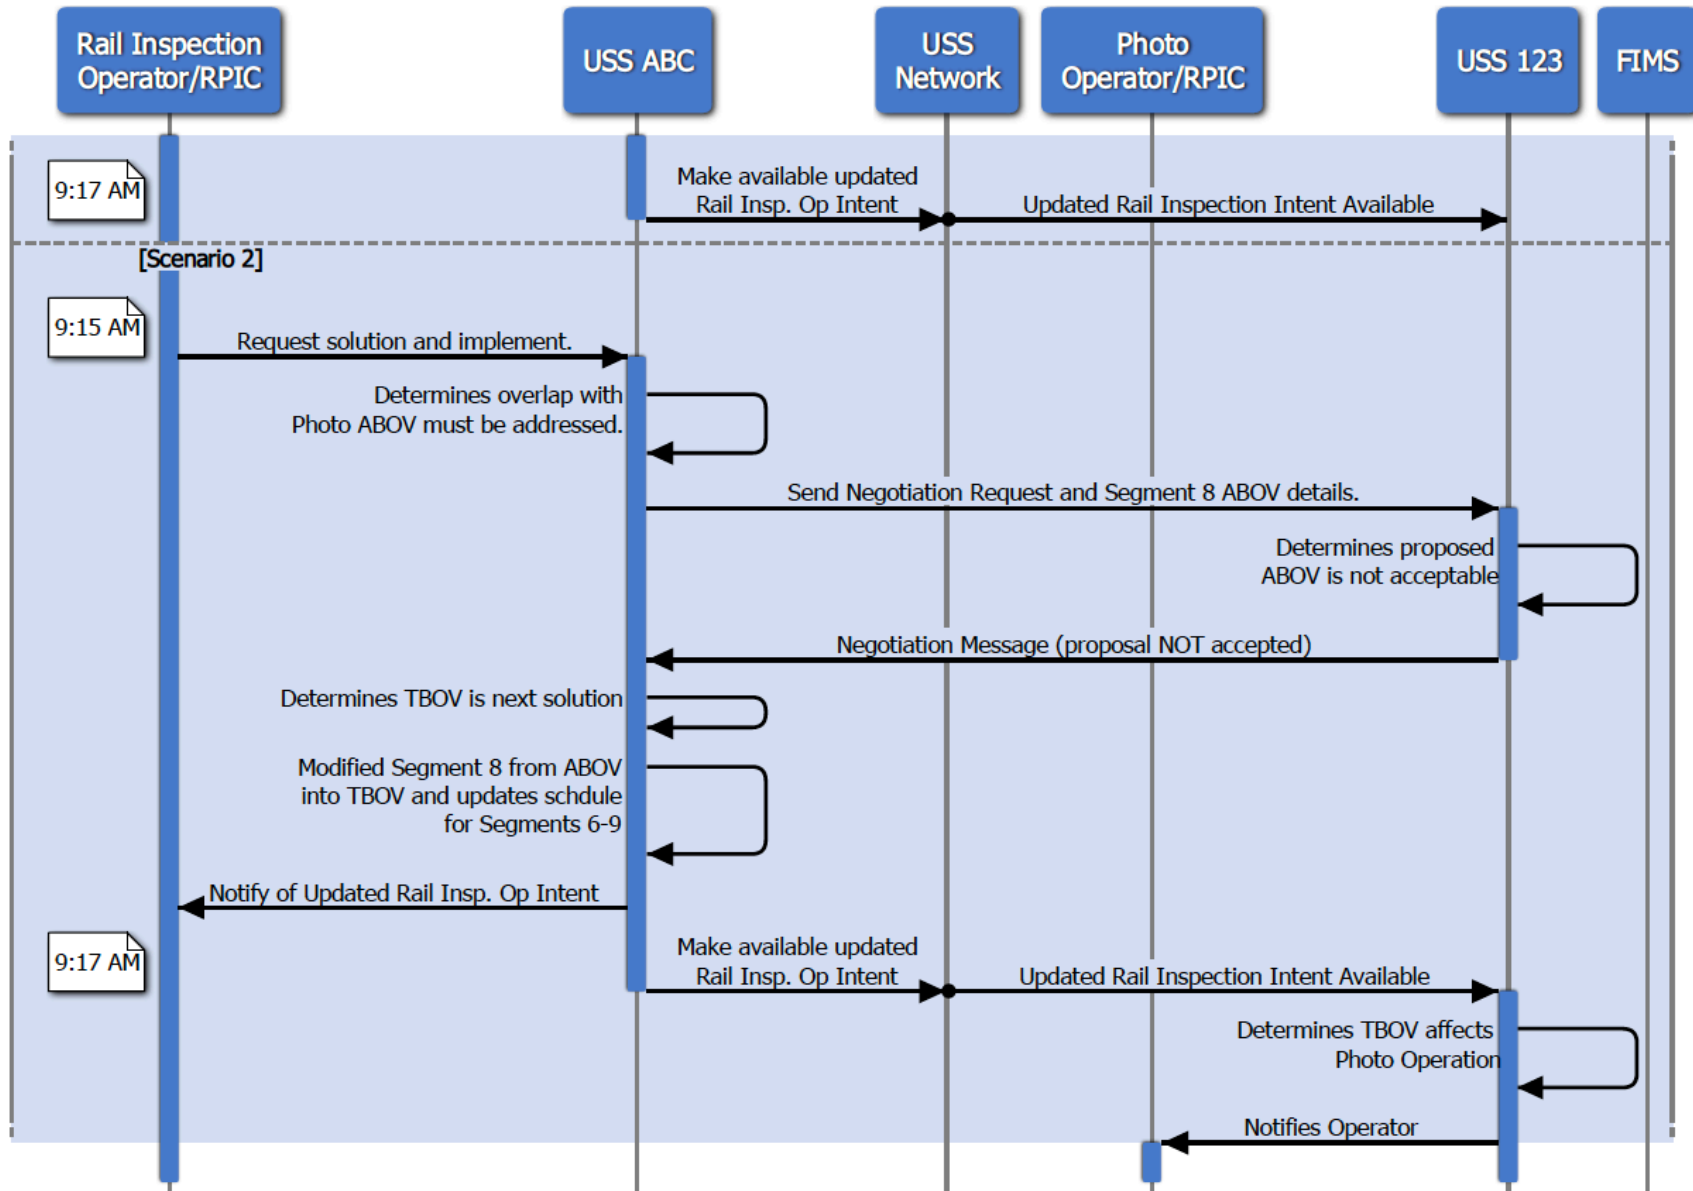 Rail Inspection
Operator/RPIC
USS ABC
USS
Network
Photo
Operator/RPIC
USS 123
FIMS
9:17 AM
Make available updated
Rail Insp. Op Intent
Updated Rail Inspection Intent Available
[Scenario 2]
9:15 AM
Request solution and implement.
Determines overlap with
Photo ABOV must be addressed.
Send Negotiation Request and Segment 8 ABOV details.
Determines proposed
ABOV is not acceptable
Negotiation Message (proposal NOT accepted)
Determines TBOV is next solution
Modified Segment 8 from ABOV
into TBOV and updates schdule
for Segments 6-9
Notify of Updated Rail Insp. Op Intent
9:17 AM
Make available updated
Rail Insp. Op Intent
Updated Rail Inspection Intent Available
Determines TBOV affects
Photo Operation
Notifies Operator